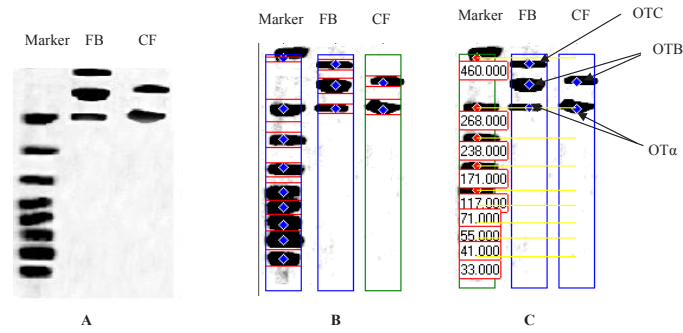 Marker FB CF
Marker FB CF
Marker FB CF
OTC
OTB
OTα
460.000
268.000
238.000
171.000
117.000
71.000
55.000
41.000
33.000
A
B
C